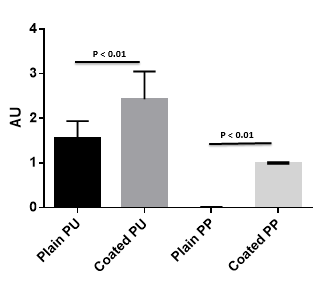 4
3
2
1
0
AU
P < 0.01
P < 0.01
Plain PU
Coated PU
Plain PP
Coated PP